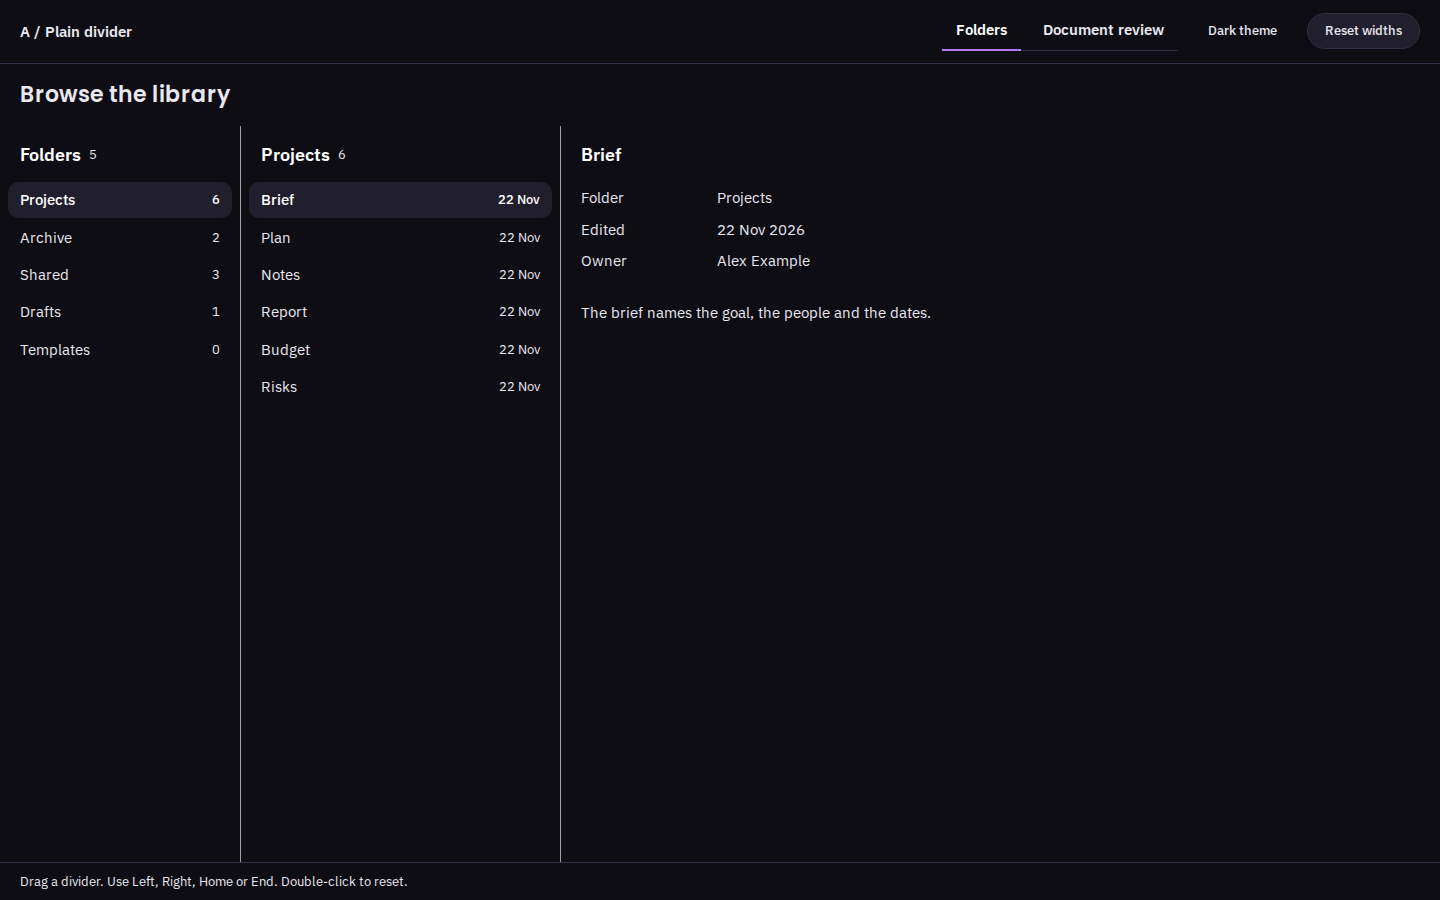 A / Plain divider
Folders
Document review
Dark theme
Reset widths
Browse the library
Folders 5
Projects 6
Archive 2
Shared 3
Drafts 1
Templates 0
Projects 6
Brief 22 Nov
Plan 22 Nov
Notes 22 Nov
Report 22 Nov
Budget 22 Nov
Risks 22 Nov
Brief
Folder Projects
Edited 22 Nov 2026
Owner Alex Example
The brief names the goal, the people and the dates.
Drag a divider. Use Left, Right, Home or End. Double-click to reset.